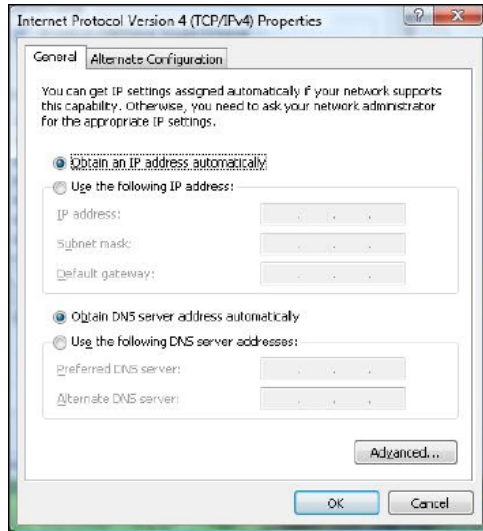 Internet Protocol Version 4 (TCP/IPv4) Properties
General
Alternate Configuration
You can get IP settings assigned automatically if your network supports
this capability. Otherwise, you need to ask your network administrator
for the appropriate IP settings.
Obtain an IP address automatically
Use the following IP address:
IP address:
Subnet mask:
Default gateway:
Obtain DNS server address automatically
Use the following DNS server addresses:
Preferred DNS server:
Alternate DNS server:
Advanced...
OK
Cancel